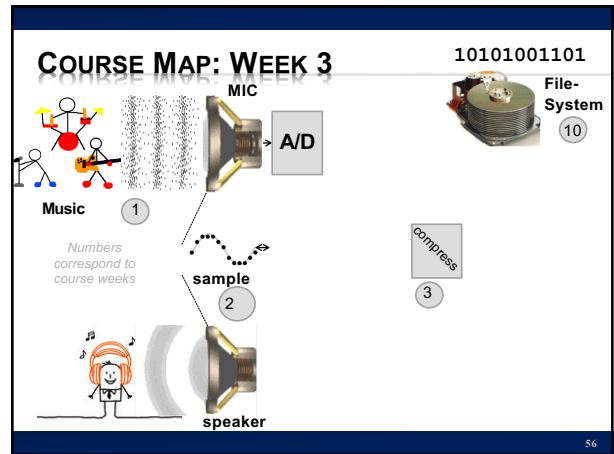 COURSE MAP: WEEK 3
10101001101
MIC
File-
System
10
A/D
Music
1
Numbers
correspond to
course weeks
sample
2
compress
3
speaker
56